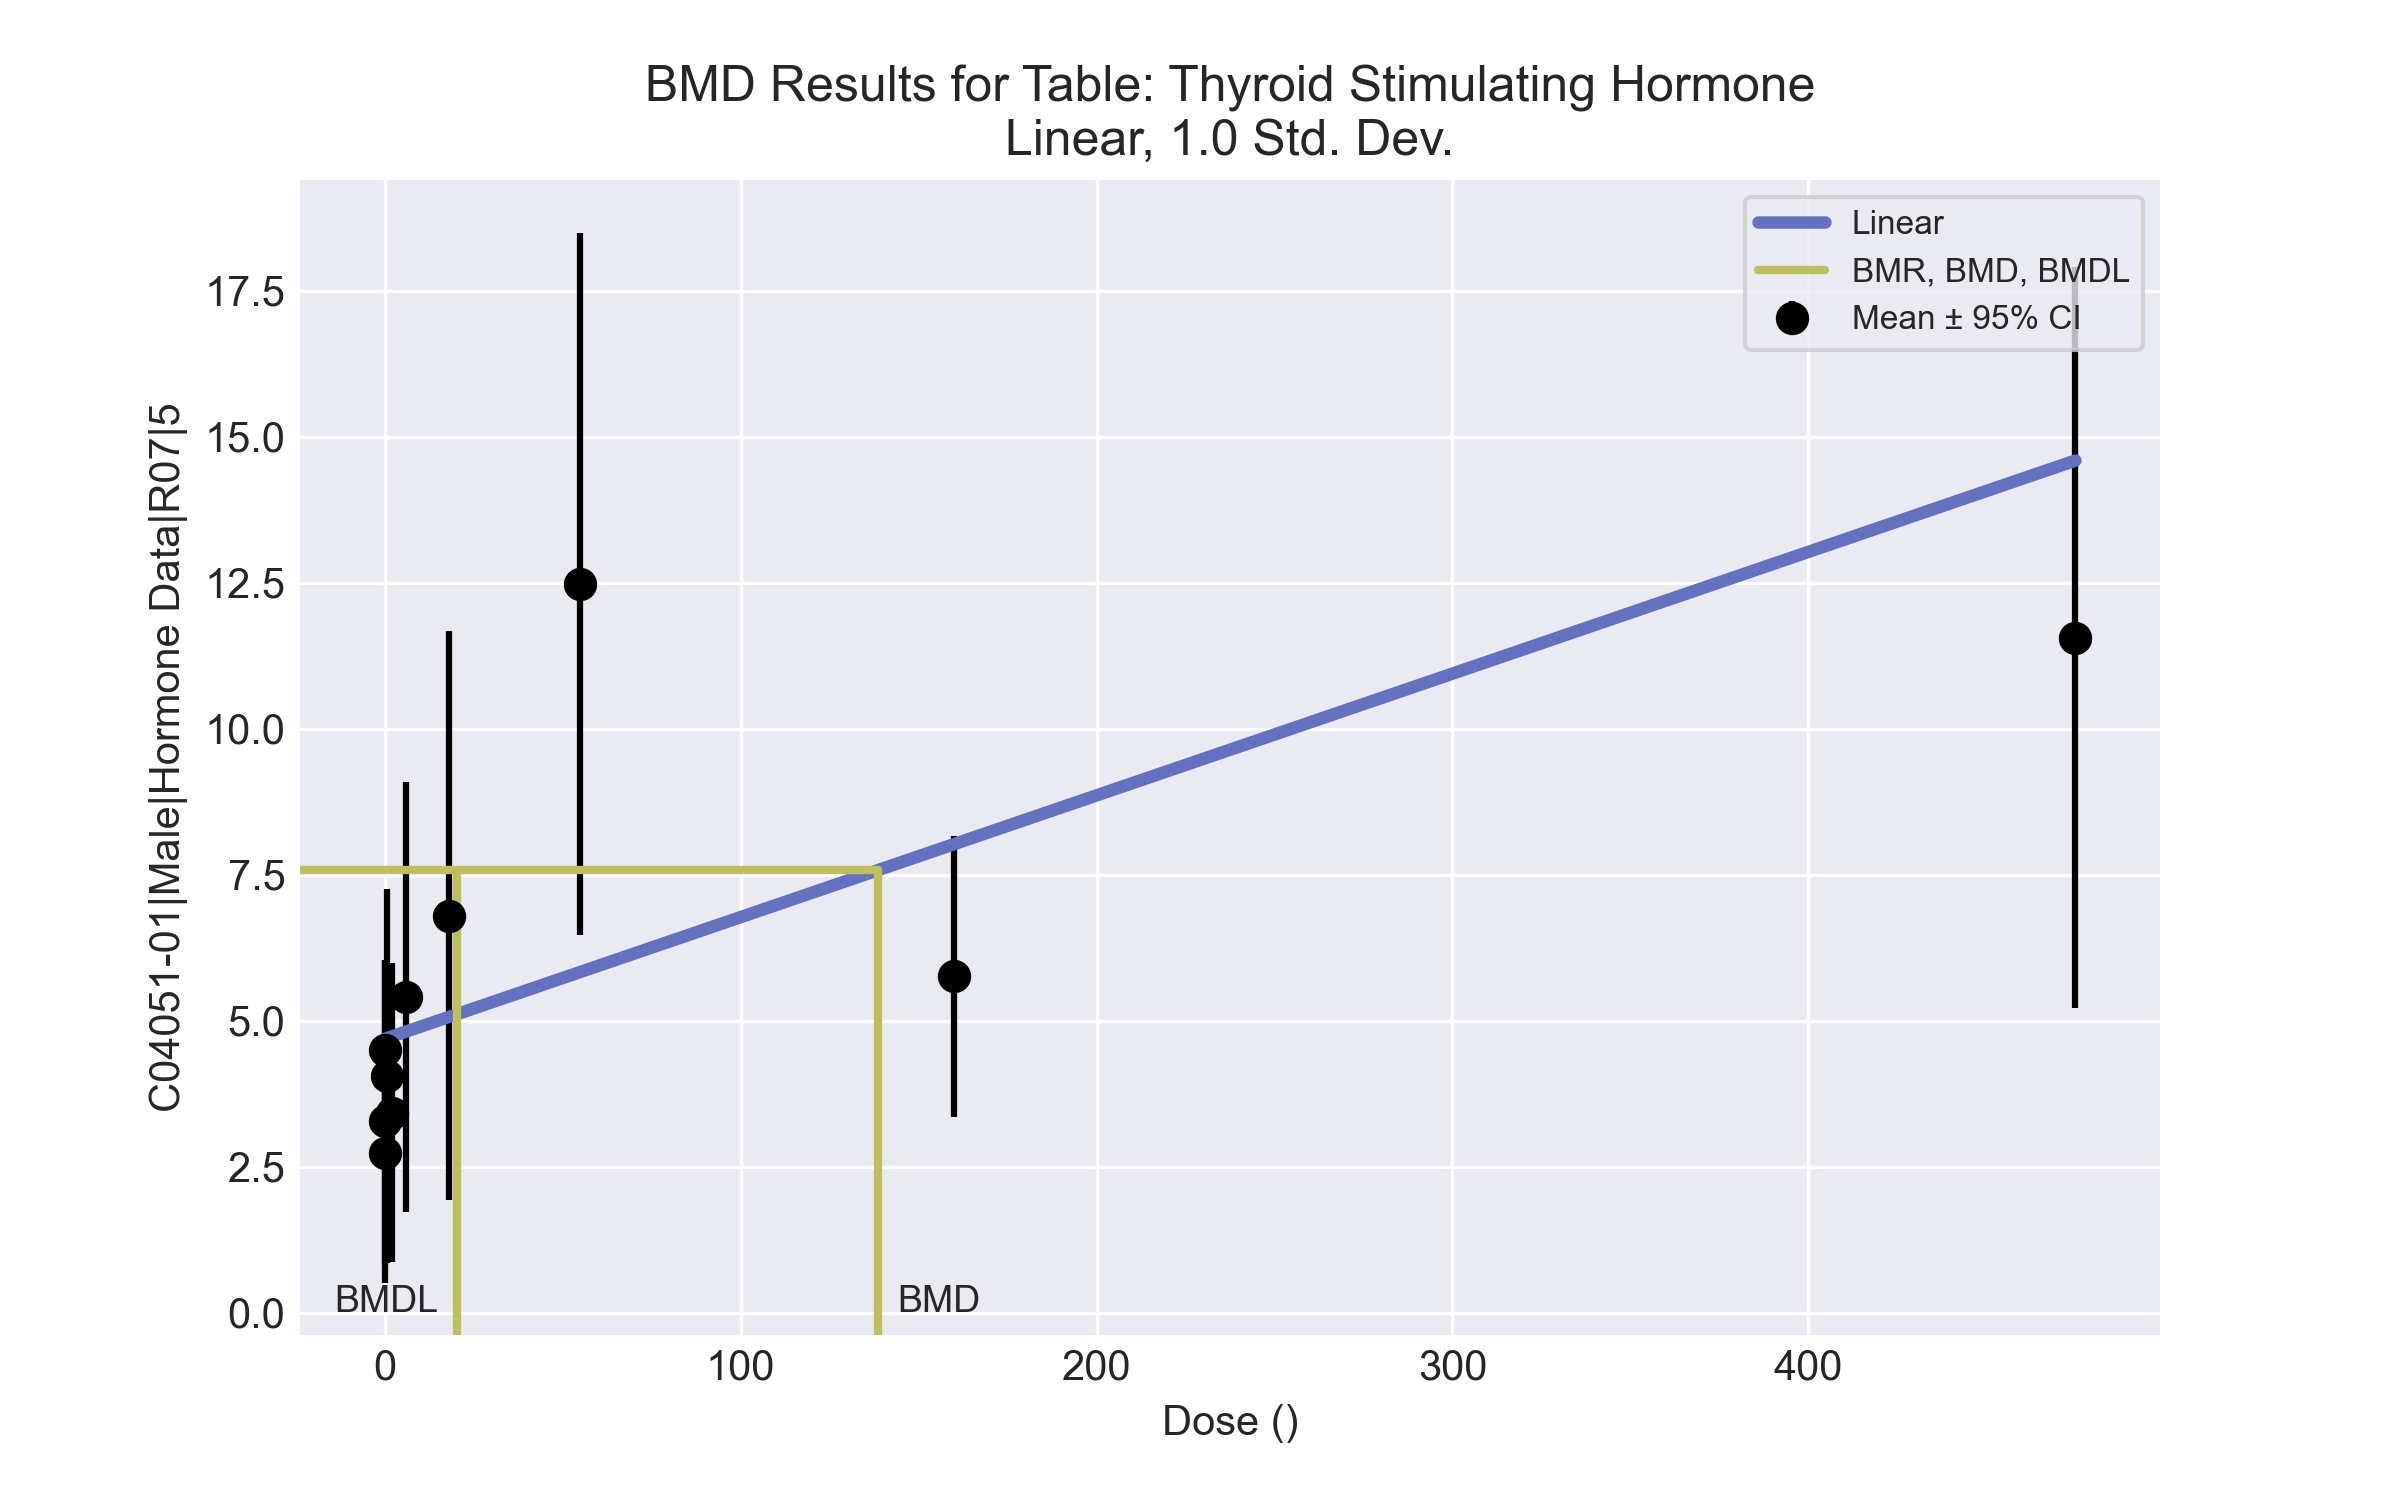 BMD Results for Table: Thyroid Stimulating Hormone
Linear, 1.0 Std. Dev.
Linear
BMR, BMD, BMDL
Mean ± 95% CI
C04051-01|Male|Hormone Data|R07|5
17.5
15.0
12.5
10.0
7.5
5.0
2.5
0.0
BMDL
BMD
0
100
200
300
400
Dose ()